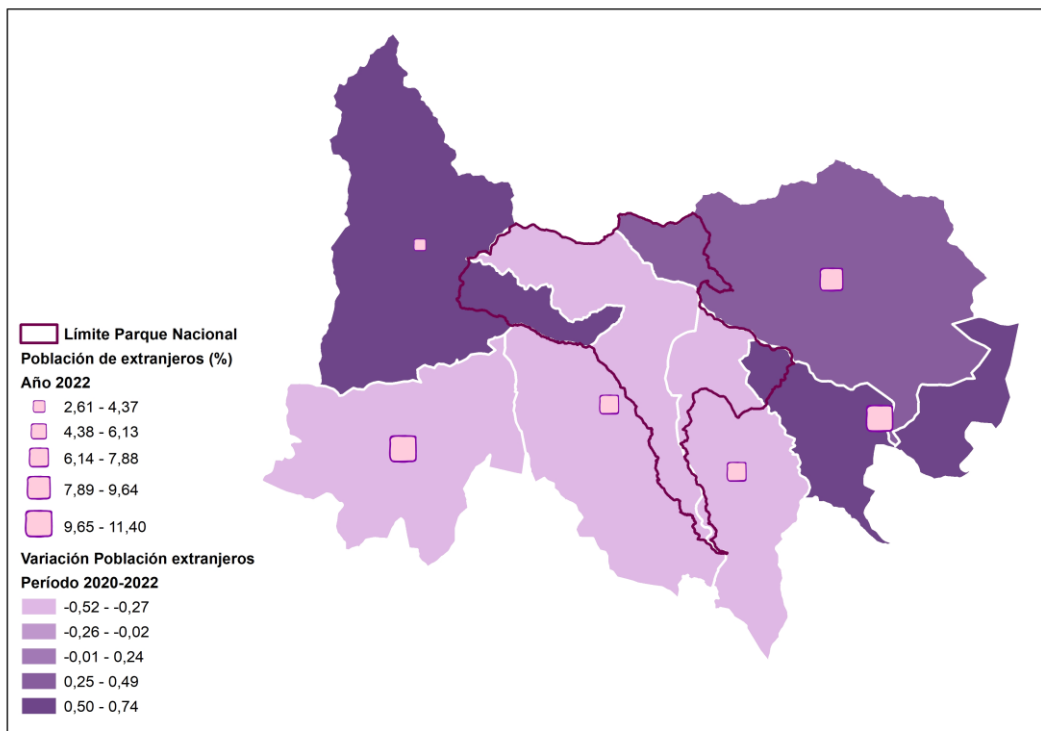 Límite Parque Nacional
Población de extranjeros (%)
Año 2022
2,61 - 4,37
4,38 - 6,13
6,14 - 7,88
7,89 - 9,64
9,65 - 11,40
Variación Población extranjeros
Período 2020-2022
-0,52 - -0,27
-0,26 - -0,02
-0,01 - 0,24
0,25 - 0,49
0,50 - 0,74